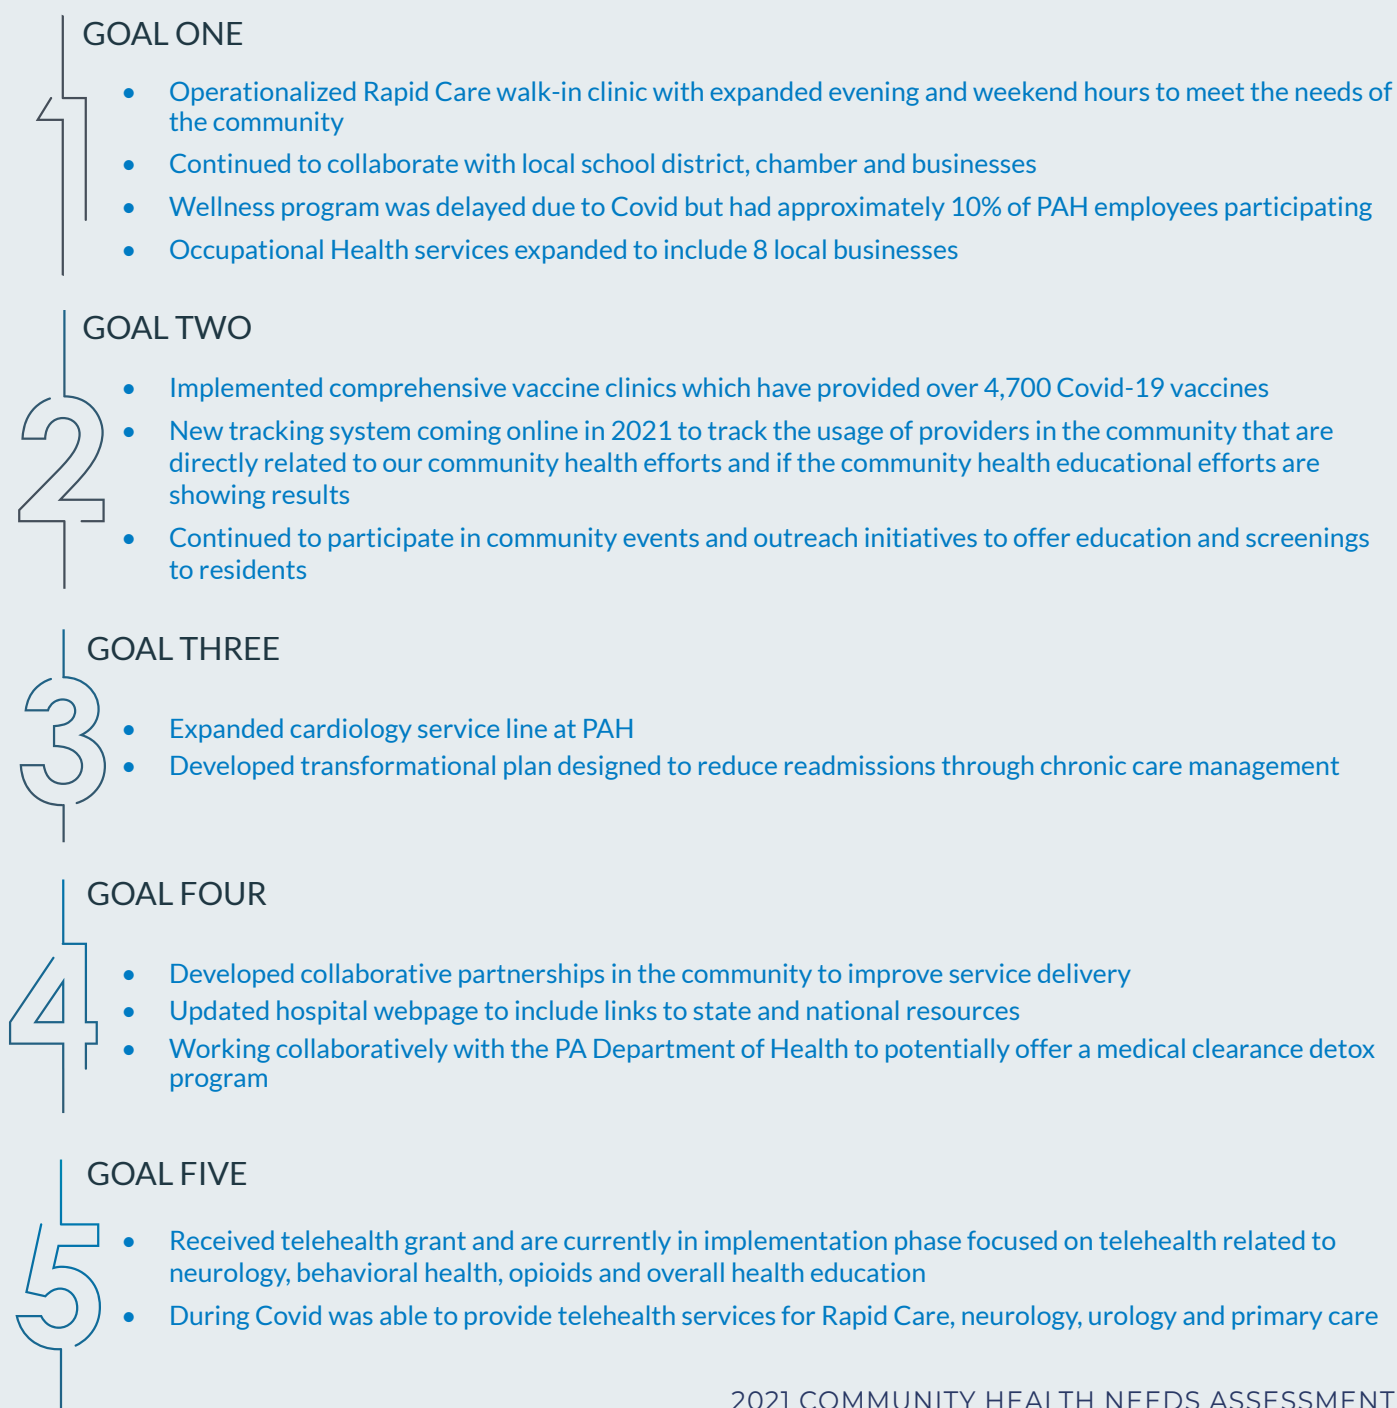 GOAL ONE
1
• Operationalized Rapid Care walk-in clinic with expanded evening and weekend hours to meet the needs of
the community
• Continued to collaborate with local school district, chamber and businesses
• Wellness program was delayed due to Covid but had approximately 10% of PAH employees participating
• Occupational Health services expanded to include 8 local businesses
GOAL TWO
2
• Implemented comprehensive vaccine clinics which have provided over 4,700 Covid-19 vaccines
• New tracking system coming online in 2021 to track the usage of providers in the community that are
directly related to our community health efforts and if the community health educational efforts are
showing results
• Continued to participate in community events and outreach initiatives to offer education and screenings
to residents
GOAL THREE
3
• Expanded cardiology service line at PAH
• Developed transformational plan designed to reduce readmissions through chronic care management
GOAL FOUR
4
• Developed collaborative partnerships in the community to improve service delivery
• Updated hospital webpage to include links to state and national resources
• Working collaboratively with the PA Department of Health to potentially offer a medical clearance detox
program
GOAL FIVE
5
• Received telehealth grant and are currently in implementation phase focused on telehealth related to
neurology, behavioral health, opioids and overall health education
• During Covid was able to provide telehealth services for Rapid Care, neurology, urology and primary care
2021 COMMUNITY HEALTH NEEDS ASSESSMENT